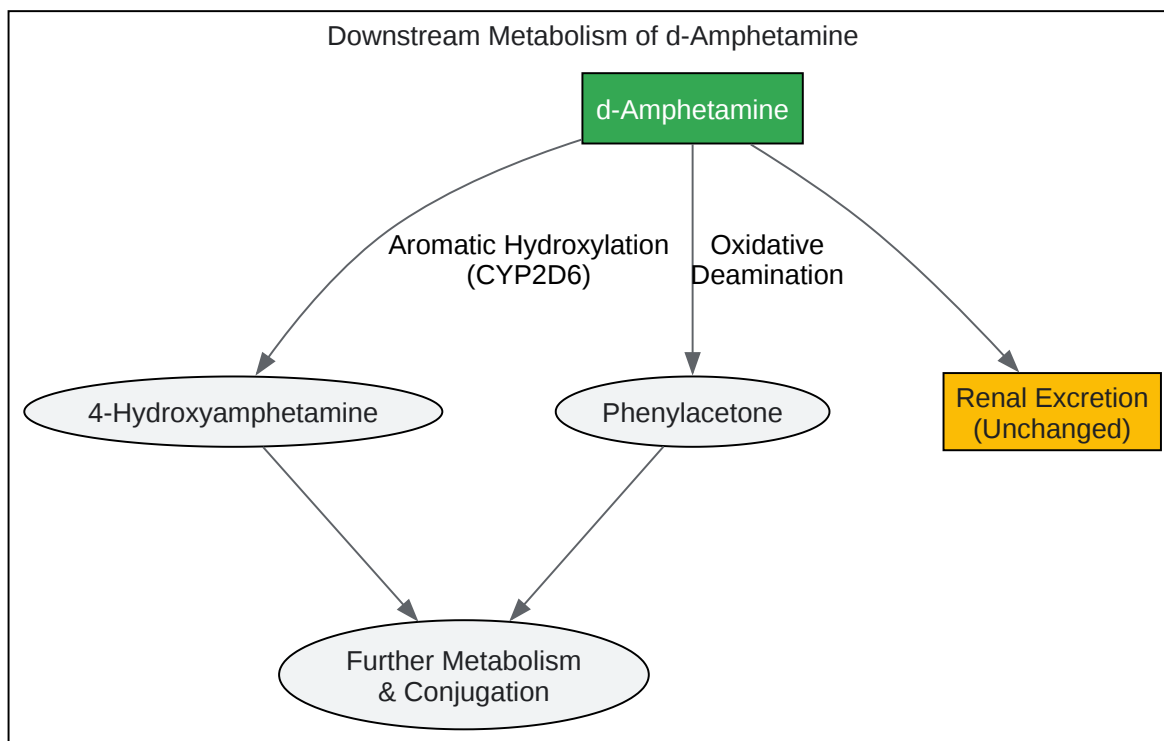 Downstream Metabolism of d-Amphetamine
d-Amphetamine
Aromatic Hydroxylation
(CYP2D6)
Oxidative
Deamination
4-Hydroxyamphetamine
Phenylacetone
Renal Excretion
(Unchanged)
Further Metabolism
& Conjugation